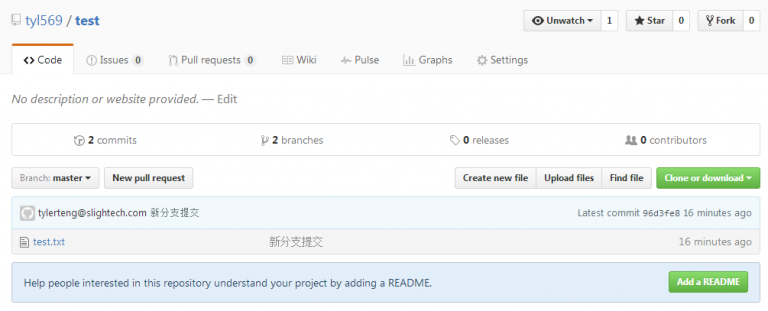 tyl569 / test Unwatch 1 Star 0 Fork 0
Code Issues 0 Pull requests 0 Wiki Pulse Graphs Settings
No description or website provided. — Edit
2 commits 2 branches 0 releases 0 contributors
Branch: master New pull request Create new file Upload files Find file Clone or download
tylerteng@slightech.com 新分支提交 Latest commit 96d3fe8 16 minutes ago
test.txt 新分支提交 16 minutes ago
Help people interested in this repository understand your project by adding a README. Add a README